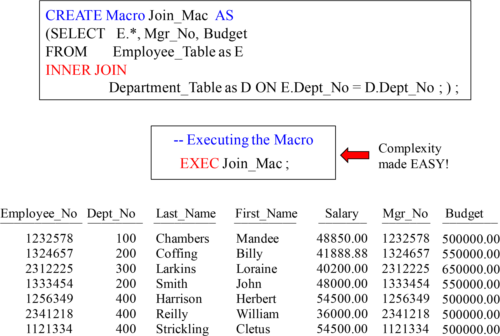 CREATE Macro Join_Mac AS
(SELECT E.*, Mgr_No, Budget
FROM Employee_Table as E
INNER JOIN
Department_Table as D ON E.Dept_No = D.Dept_No ; ) ;
-- Executing the Macro
EXEC Join_Mac ;
Complexity
made EASY!
Employee_No Dept_No Last_Name First_Name Salary Mgr_No Budget
1232578 100 Chambers Mandee 48850.00 1232578 500000.00
1324657 200 Coffing Billy 41888.88 1324657 550000.00
2312225 300 Larkins Loraine 40200.00 2312225 650000.00
1333454 200 Smith John 48000.00 1333454 550000.00
1256349 400 Harrison Herbert 54500.00 1256349 500000.00
2341218 400 Reilly William 36000.00 2341218 500000.00
1121334 400 Strickling Cletus 54500.00 1121334 500000.00